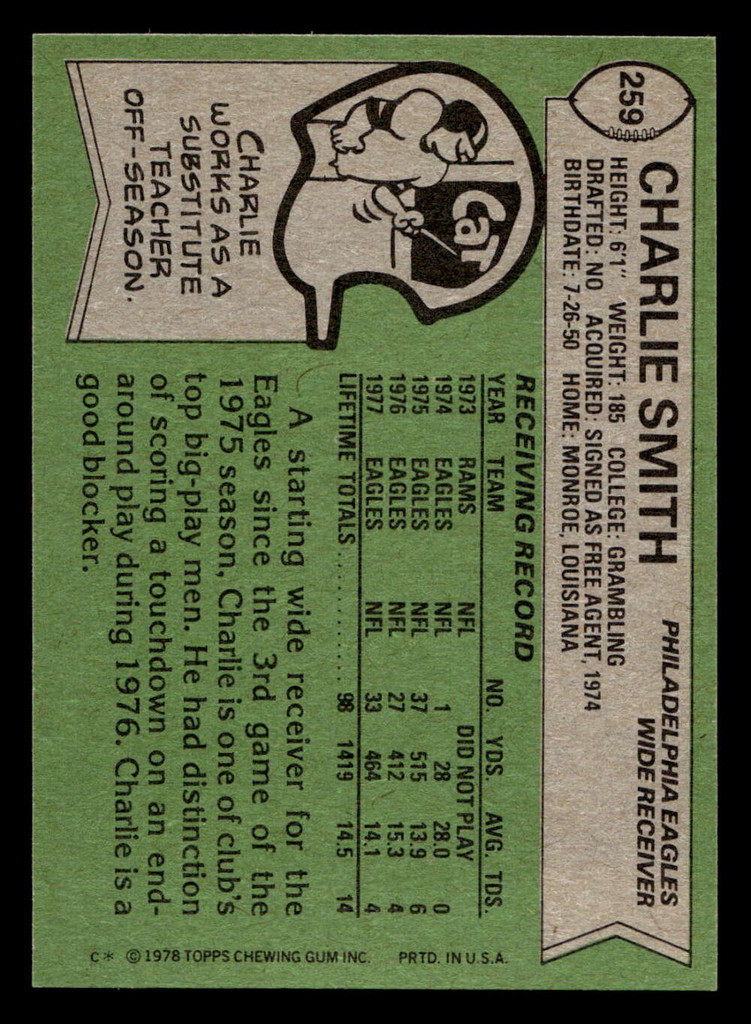 259
CHARLIE SMITH
PHILADELPHIA EAGLES
WIDE RECEIVER
HEIGHT: 6'1" WEIGHT: 185 COLLEGE: GRAMBLING
DRAFTED: NO ACQUIRED: SIGNED AS FREE AGENT, 1974
BIRTHDATE: 7-26-50 HOME: MONROE, LOUISIANA
CaT
CHARLIE
WORKS AS A
SUBSTITUTE
TEACHER
OFF-SEASON.
RECEIVING RECORD
YEAR TEAM NO. YDS. AVG. TDS.
1973 RAMS NFL DID NOT PLAY
1974 EAGLES NFL 1 28 28.0 0
1975 EAGLES NFL 37 515 13.9 6
1976 EAGLES NFL 27 412 15.3 4
1977 EAGLES NFL 33 464 14.1 4
LIFETIME TOTALS .......... 98 1419 14.5 14
A starting wide receiver for the
Eagles since the 3rd game of the
1975 season, Charlie is one of club's
top big-play men. He had distinction
of scoring a touchdown on an end-
around play during 1976. Charlie is a
good blocker.
C* © 1978 TOPPS CHEWING GUM INC. PRTD. IN U.S.A.